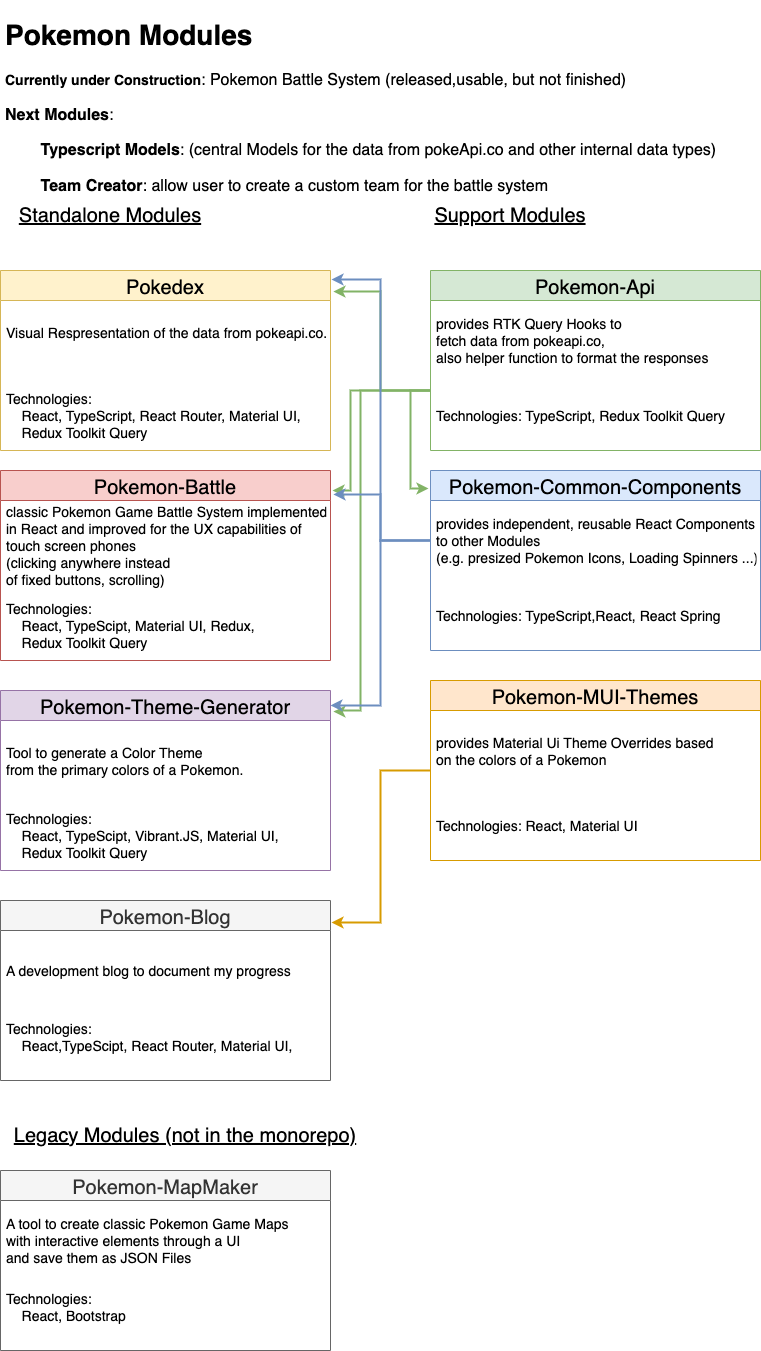 Pokemon Modules
Currently under Construction: Pokemon Battle System (released,usable, but not finished)
Next Modules:
Typescript Models: (central Models for the data from pokeApi.co and other internal data types)
Team Creator: allow user to create a custom team for the battle system
Standalone Modules
Support Modules
Pokedex
Visual Respresentation of the data from pokeapi.co.
Technologies:
React, TypeScript, React Router, Material UI,
Redux Toolkit Query
Pokemon-Api
provides RTK Query Hooks to
fetch data from pokeapi.co,
also helper function to format the responses
Technologies: TypeScript, Redux Toolkit Query
Pokemon-Battle
classic Pokemon Game Battle System implemented
in React and improved for the UX capabilities of
touch screen phones
(clicking anywhere instead
of fixed buttons, scrolling)
Technologies:
React, TypeScipt, Material UI, Redux,
Redux Toolkit Query
Pokemon-Common-Components
provides independent, reusable React Components
to other Modules
(e.g. presized Pokemon Icons, Loading Spinners ...)
Technologies: TypeScript,React, React Spring
Pokemon-Theme-Generator
Tool to generate a Color Theme
from the primary colors of a Pokemon.
Technologies:
React, TypeScipt, Vibrant.JS, Material UI,
Redux Toolkit Query
Pokemon-MUI-Themes
provides Material Ui Theme Overrides based
on the colors of a Pokemon
Technologies: React, Material UI
Pokemon-Blog
A development blog to document my progress
Technologies:
React,TypeScipt, React Router, Material UI,
Legacy Modules (not in the monorepo)
Pokemon-MapMaker
A tool to create classic Pokemon Game Maps
with interactive elements through a UI
and save them as JSON Files
Technologies:
React, Bootstrap